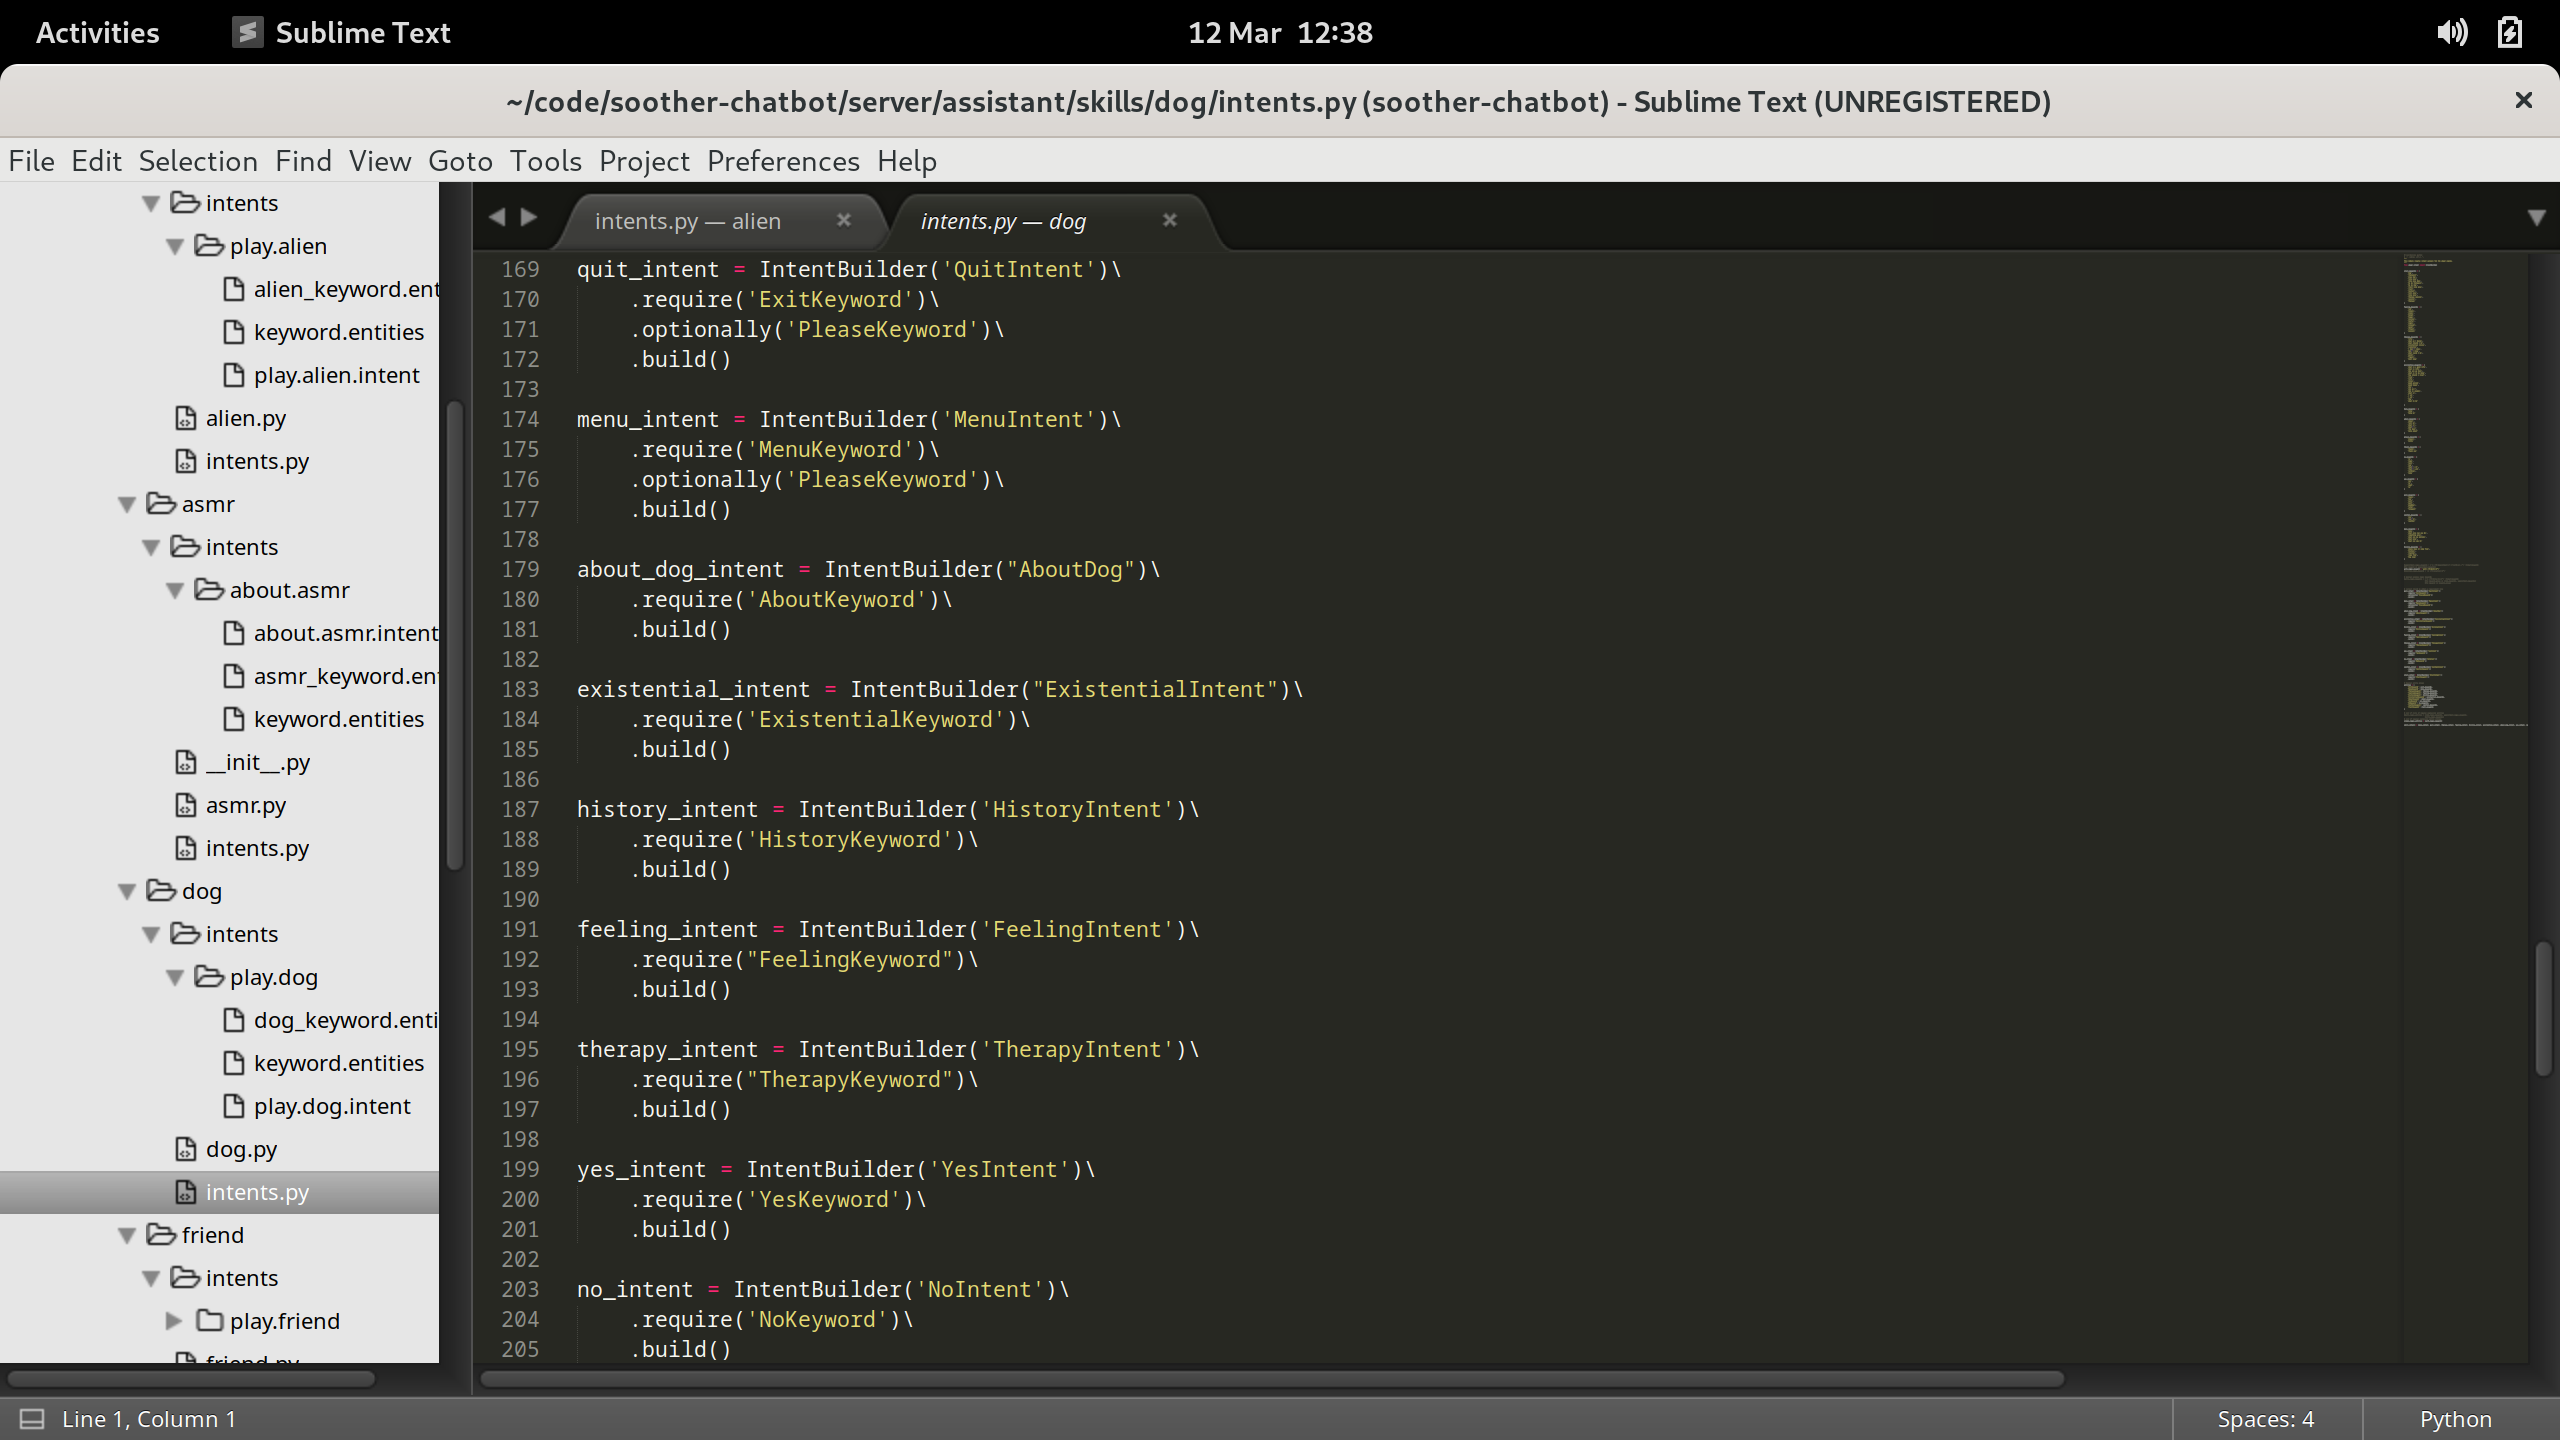 Activities Sublime Text 12 Mar 12:38
~/code/soother-chatbot/server/assistant/skills/dog/intents.py (soother-chatbot) - Sublime Text (UNREGISTERED)
File Edit Selection Find View Goto Tools Project Preferences Help
intents
play.alien
alien_keyword.ent
keyword.entities
play.alien.intent
alien.py
intents.py
asmr
intents
about.asmr
about.asmr.intent
asmr_keyword.en
keyword.entities
__init__.py
asmr.py
intents.py
dog
intents
play.dog
dog_keyword.enti
keyword.entities
play.dog.intent
dog.py
intents.py
friend
intents
play.friend
friend.py
intents.py — alien
intents.py — dog
169 quit_intent = IntentBuilder('QuitIntent')\
170     .require('ExitKeyword')\
171     .optionally('PleaseKeyword')\
172     .build()
173
174 menu_intent = IntentBuilder('MenuIntent')\
175     .require('MenuKeyword')\
176     .optionally('PleaseKeyword')\
177     .build()
178
179 about_dog_intent = IntentBuilder("AboutDog")\
180     .require('AboutKeyword')\
181     .build()
182
183 existential_intent = IntentBuilder("ExistentialIntent")\
184     .require('ExistentialKeyword')\
185     .build()
186
187 history_intent = IntentBuilder('HistoryIntent')\
188     .require('HistoryKeyword')\
189     .build()
190
191 feeling_intent = IntentBuilder('FeelingIntent')\
192     .require("FeelingKeyword")\
193     .build()
194
195 therapy_intent = IntentBuilder('TherapyIntent')\
196     .require("TherapyKeyword")\
197     .build()
198
199 yes_intent = IntentBuilder('YesIntent')\
200     .require('YesKeyword')\
201     .build()
202
203 no_intent = IntentBuilder('NoIntent')\
204     .require('NoKeyword')\
205     .build()
Line 1, Column 1 Spaces: 4 Python